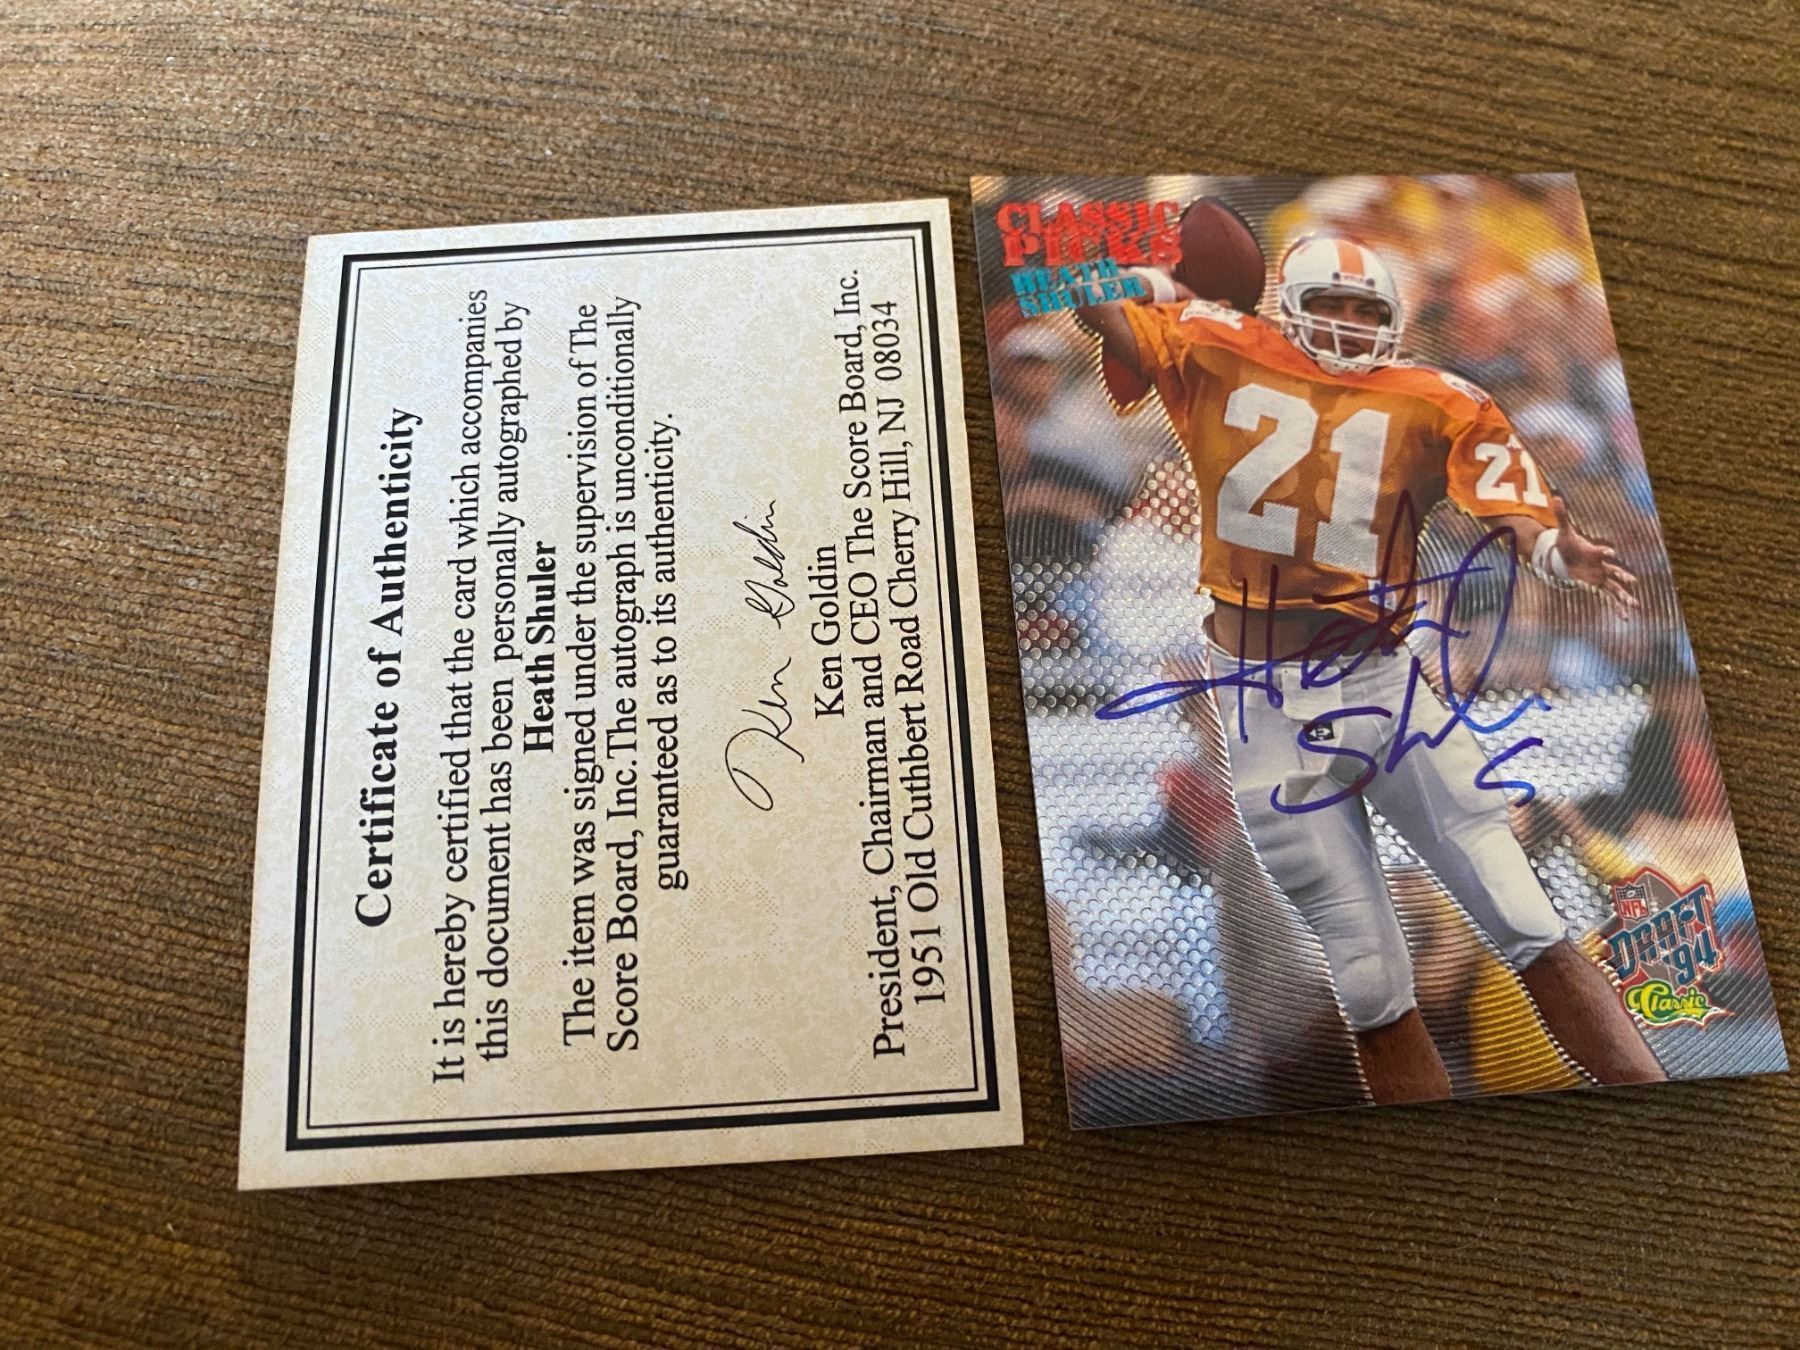 Certificate of Authenticity
It is hereby certified that the card which accompanies
this document has been personally autographed by
Heath Shuler
The item was signed under the supervision of The
Score Board, Inc. The autograph is unconditionally
guaranteed as to its authenticity.
Ken Goldin
Ken Goldin
President, Chairman and CEO The Score Board, Inc.
1951 Old Cuthbert Road Cherry Hill, NJ 08034
CLASSIC
PICKS
HEATH
SHULER
21
21
Heath
Shuler
5
NFL
DRAFT
94
Classic